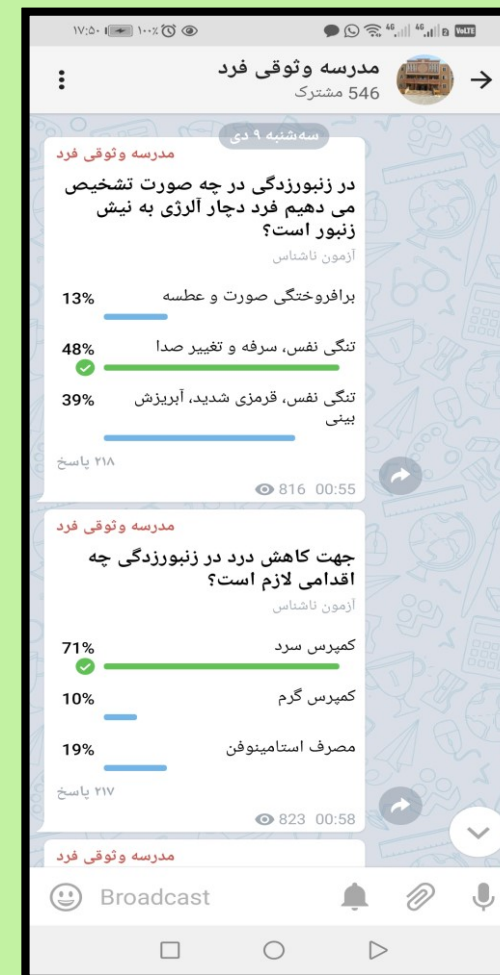 ۱۷:۵۰ ۱۰۰٪ 4G 4G VoLTE
مدرسه وثوقی فرد
546 مشترک
سه‌شنبه ۹ دی
مدرسه وثوقی فرد
در زنبورزدگی در چه صورت تشخیص
می دهیم فرد دچار آلرژی به نیش
زنبور است؟
آزمون ناشناس
برافروختگی صورت و عطسه 13%
تنگی نفس، سرفه و تغییر صدا 48%
تنگی نفس، قرمزی شدید، آبریزش 39%
بینی
۲۱۸ پاسخ
816 00:55
مدرسه وثوقی فرد
جهت کاهش درد در زنبورزدگی چه
اقدامی لازم است؟
آزمون ناشناس
کمپرس سرد 71%
کمپرس گرم 10%
مصرف استامینوفن 19%
۲۱۷ پاسخ
823 00:58
مدرسه وثوقی فرد
Broadcast